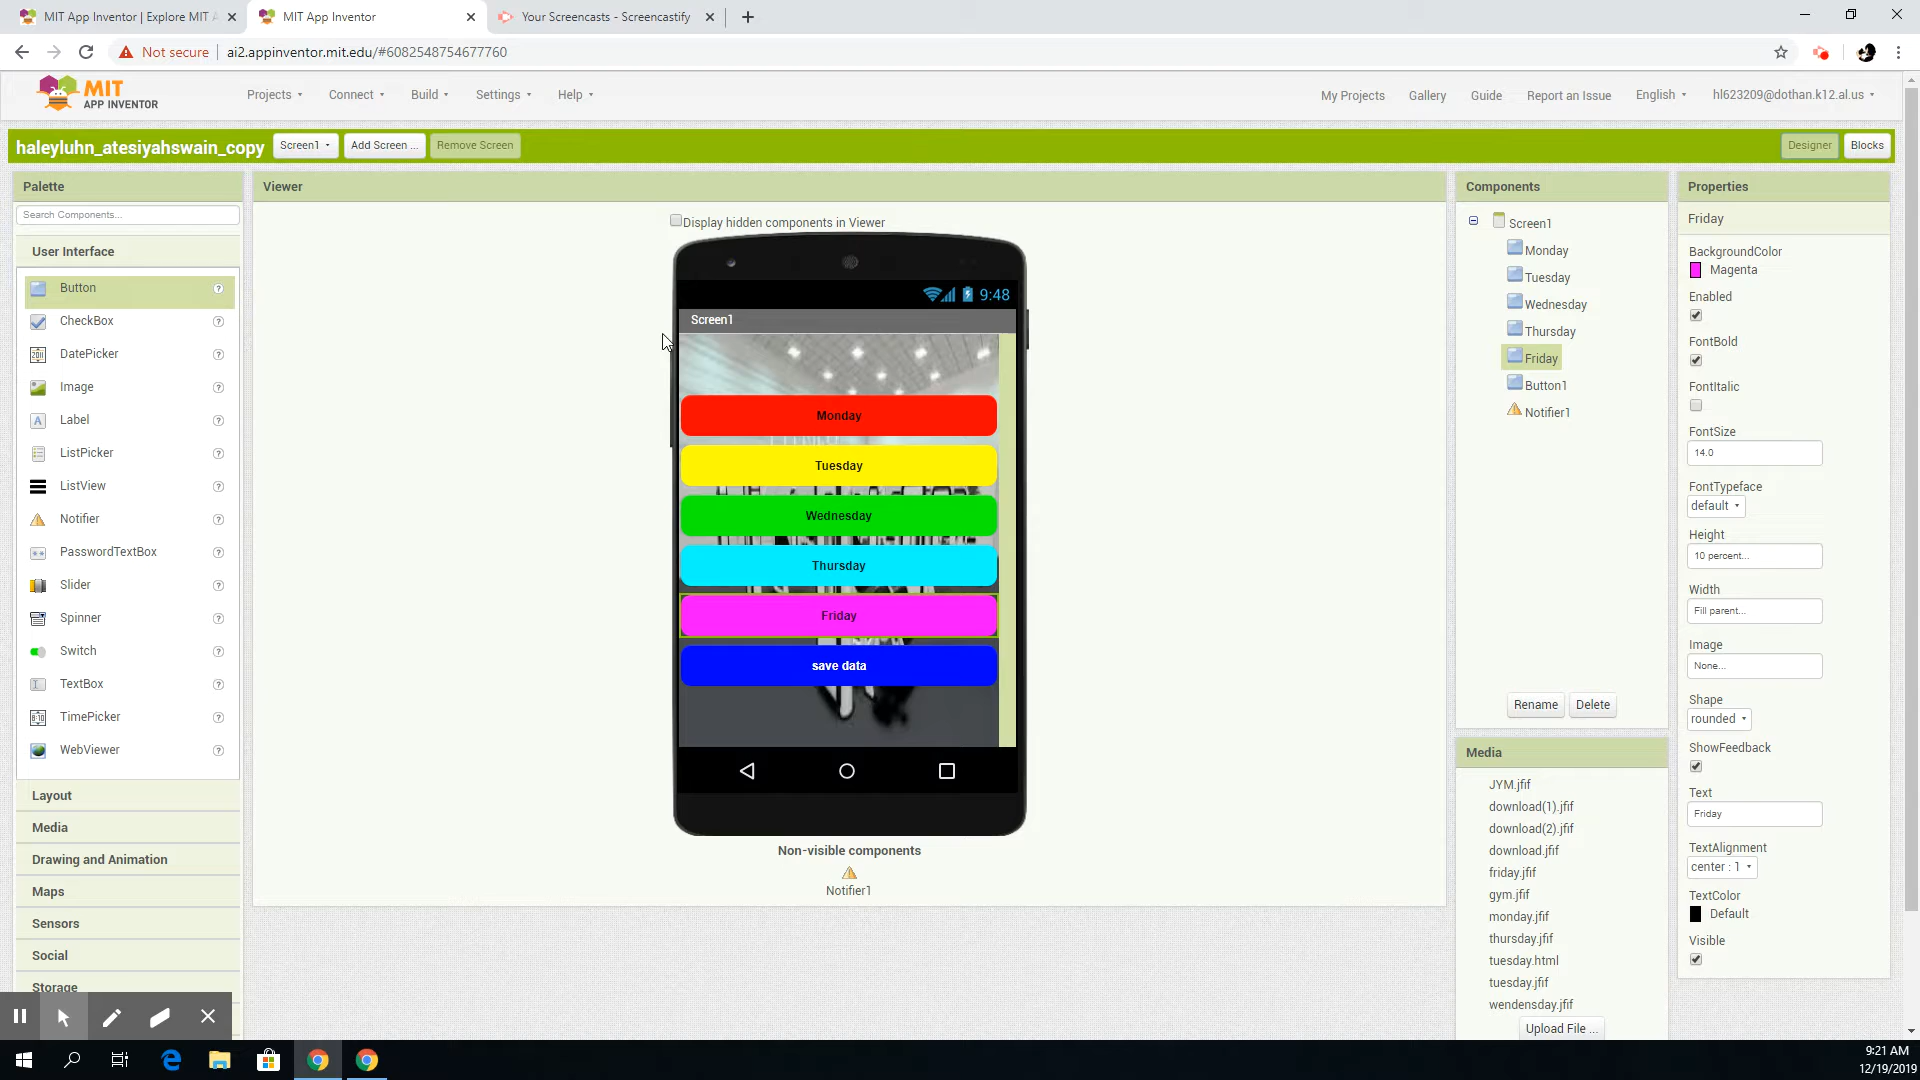 MIT App Inventor | Explore MIT A
MIT App Inventor
Your Screencasts - Screencastify
Not secure
ai2.appinventor.mit.edu/#6082548754677760
MIT
APP INVENTOR
Projects
Connect
Build
Settings
Help
My Projects
Gallery
Guide
Report an Issue
English
hl623209@dothan.k12.al.us
haleyluhn_atesiyahswain_copy
Screen1
Add Screen ...
Remove Screen
Designer
Blocks
Palette
Search Components...
User Interface
Button
CheckBox
DatePicker
Image
Label
ListPicker
ListView
Notifier
PasswordTextBox
Slider
Spinner
Switch
TextBox
TimePicker
WebViewer
Layout
Media
Drawing and Animation
Maps
Sensors
Social
Storage
Viewer
Display hidden components in Viewer
9:48
Screen1
Monday
Tuesday
Wednesday
Thursday
Friday
save data
Non-visible components
Notifier1
Components
Screen1
Monday
Tuesday
Wednesday
Thursday
Friday
Button1
Notifier1
Rename
Delete
Media
JYM.jfif
download(1).jfif
download(2).jfif
download.jfif
friday.jfif
gym.jfif
monday.jfif
thursday.jfif
tuesday.html
tuesday.jfif
wendensday.jfif
Upload File ...
Properties
Friday
BackgroundColor
Magenta
Enabled
FontBold
FontItalic
FontSize
14.0
FontTypeface
default
Height
10 percent...
Width
Fill parent...
Image
None...
Shape
rounded
ShowFeedback
Text
Friday
TextAlignment
center : 1
TextColor
Default
Visible
9:21 AM
12/19/2019